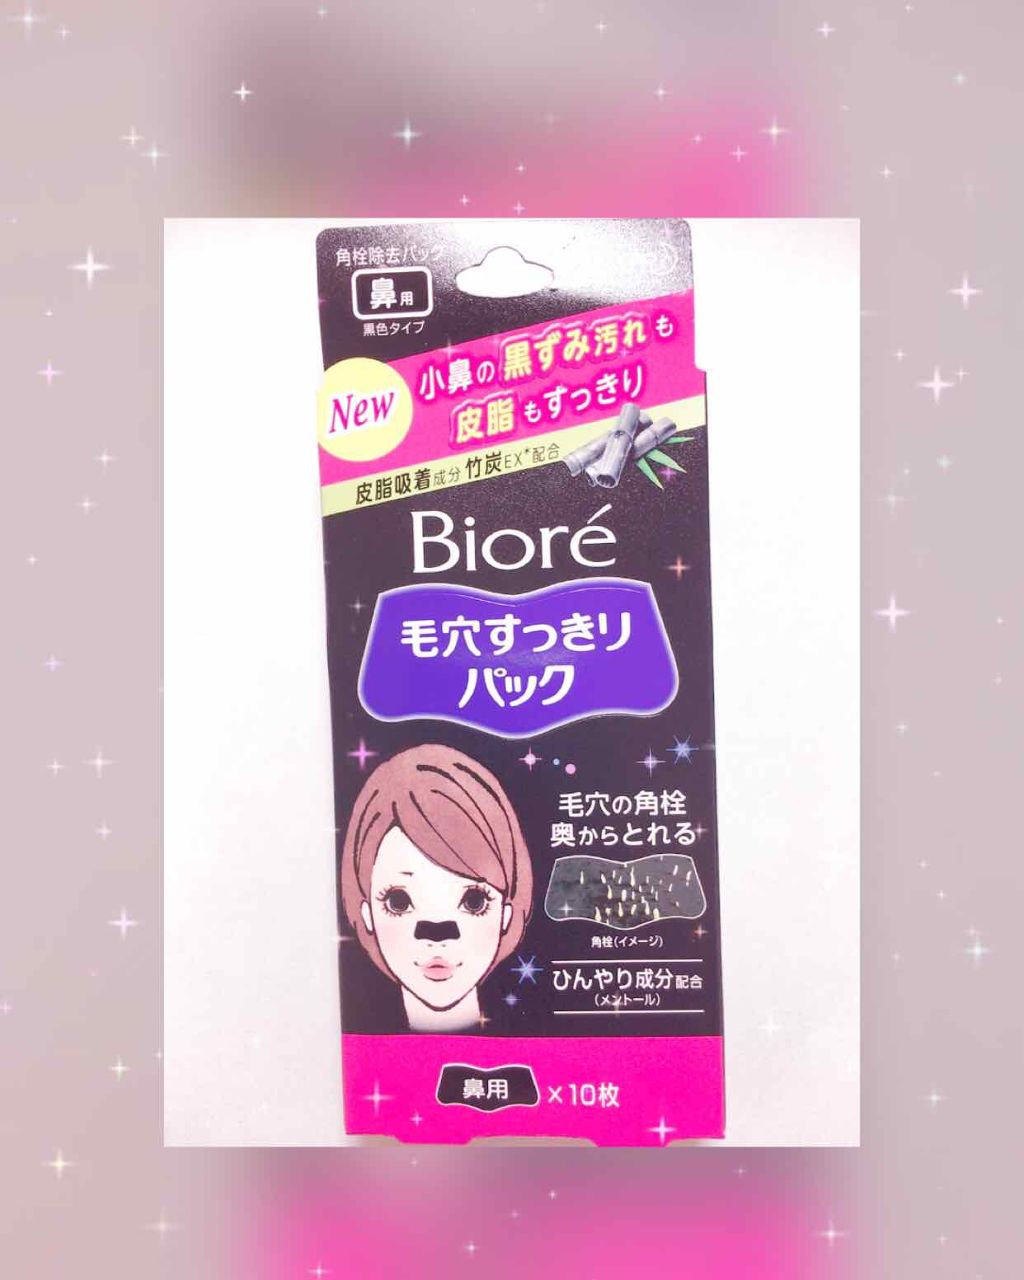 角栓除去パック
鼻用
黒色タイプ
New
小鼻の黒ずみ汚れも
皮脂もすっきり
皮脂吸着成分 竹炭EX*配合
Bioré
毛穴すっきり
パック
毛穴の角栓
奥からとれる
角栓(イメージ)
ひんやり成分配合
(メントール)
鼻用 ×10枚